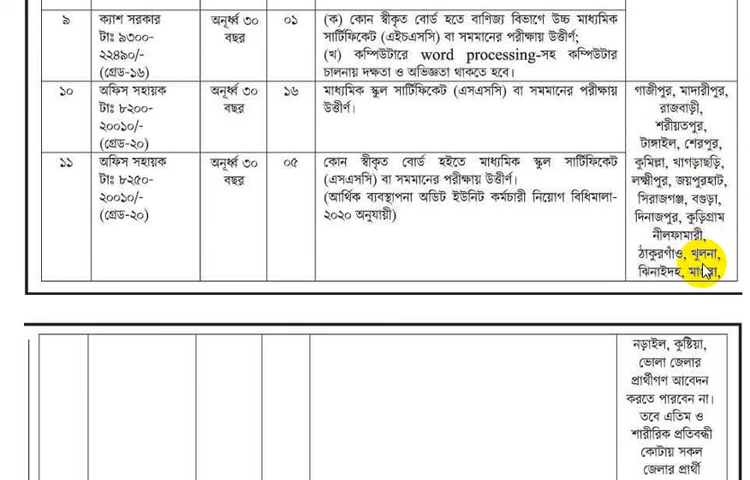 ৯
ক্যাশ সরকার
টাঃ ৯৩০০-
২২৪৯০/-
(গ্রেড-১৬)
অনূর্ধ্ব ৩০
বছর
০১
(ক) কোন স্বীকৃত বোর্ড হতে বাণিজ্য বিভাগে উচ্চ মাধ্যমিক
সার্টিফিকেট (এইচএসসি) বা সমমানের পরীক্ষায় উত্তীর্ণ;
(খ) কম্পিউটারে word processing-সহ কম্পিউটার
চালনায় দক্ষতা ও অভিজ্ঞতা থাকতে হবে।
১০
অফিস সহায়ক
টাঃ ৮২০০-
২০০১০/-
(গ্রেড-২০)
অনূর্ধ্ব ৩০
বছর
১৬
মাধ্যমিক স্কুল সার্টিফিকেট (এসএসসি) বা সমমানের পরীক্ষায়
উত্তীর্ণ।
১১
অফিস সহায়ক
টাঃ ৮২৫০-
২০০১০/-
(গ্রেড-২০)
অনূর্ধ্ব ৩০
বছর
০৫
কোন স্বীকৃত বোর্ড হইতে মাধ্যমিক স্কুল সার্টিফিকেট
(এসএসসি) বা সমমানের পরীক্ষায় উত্তীর্ণ।
(আর্থিক ব্যবস্থাপনা অডিট ইউনিট কর্মচারী নিয়োগ বিধিমালা-
২০২০ অনুযায়ী)
গাজীপুর, মাদারীপুর,
রাজবাড়ী,
শরীয়তপুর,
টাঙ্গাইল, শেরপুর,
কুমিল্লা, খাগড়াছড়ি,
লক্ষ্মীপুর, জয়পুরহাট,
সিরাজগঞ্জ, বগুড়া,
দিনাজপুর, কুড়িগ্রাম
নীলফামারী,
ঠাকুরগাঁও, খুলনা,
ঝিনাইদহ,
নড়াইল, কুষ্টিয়া,
ভোলা জেলার
প্রার্থীগণ আবেদন
করতে পারবেন না।
তবে এতিম ও
শারীরিক প্রতিবন্ধী
কোটায় সকল
জেলার প্রার্থী